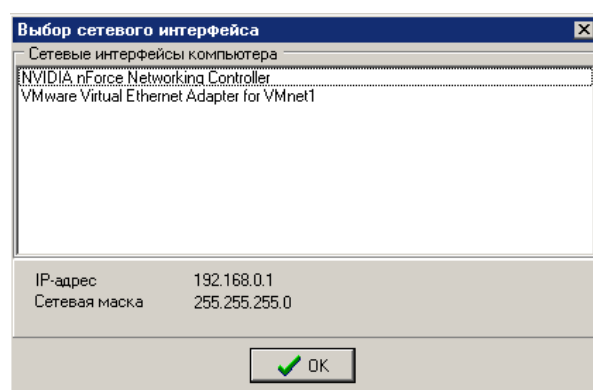 Выбор сетевого интерфейса
Сетевые интерфейсы компьютера
NVIDIA nForce Networking Controller
VMware Virtual Ethernet Adapter for VMnet1
IP-адрес 192.168.0.1
Сетевая маска 255.255.255.0
OK